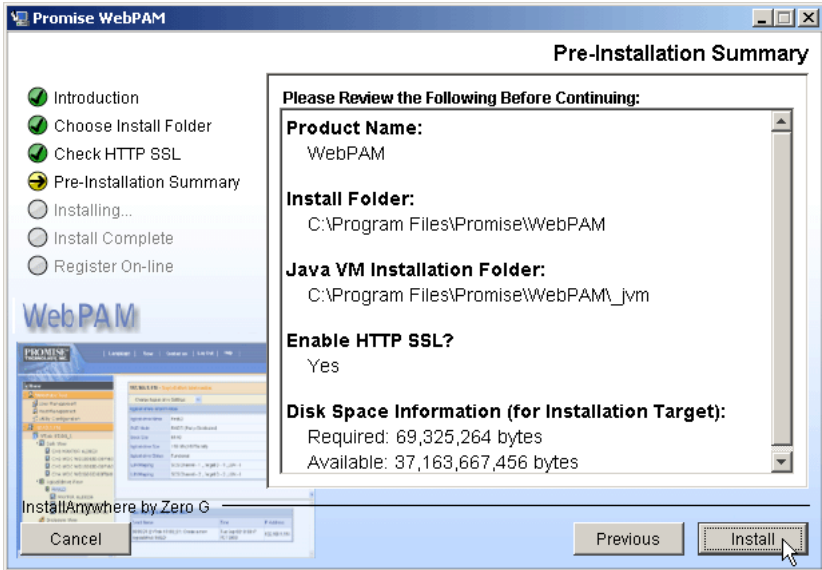 Promise WebPAM
Pre-Installation Summary
Introduction
Choose Install Folder
Check HTTP SSL
Pre-Installation Summary
Installing...
Install Complete
Register On-line
WebPAM
PROMISE
Please Review the Following Before Continuing:
Product Name:
WebPAM
Install Folder:
C:\Program Files\Promise\WebPAM
Java VM Installation Folder:
C:\Program Files\Promise\WebPAM\_jvm
Enable HTTP SSL?
Yes
Disk Space Information (for Installation Target):
Required: 69,325,264 bytes
Available: 37,163,667,456 bytes
InstallAnywhere by Zero G
Cancel
Previous
Install